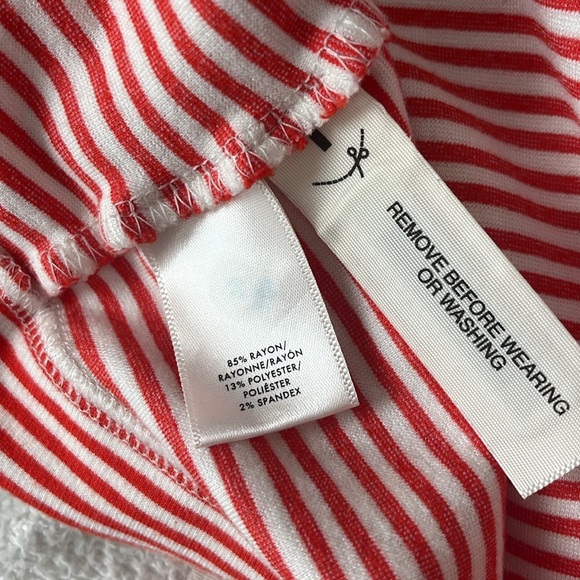 85% RAYON/
RAYONNE/RAYÓN
13% POLYESTER/
POLIÉSTER
2% SPANDEX
REMOVE BEFORE WEARING
OR WASHING